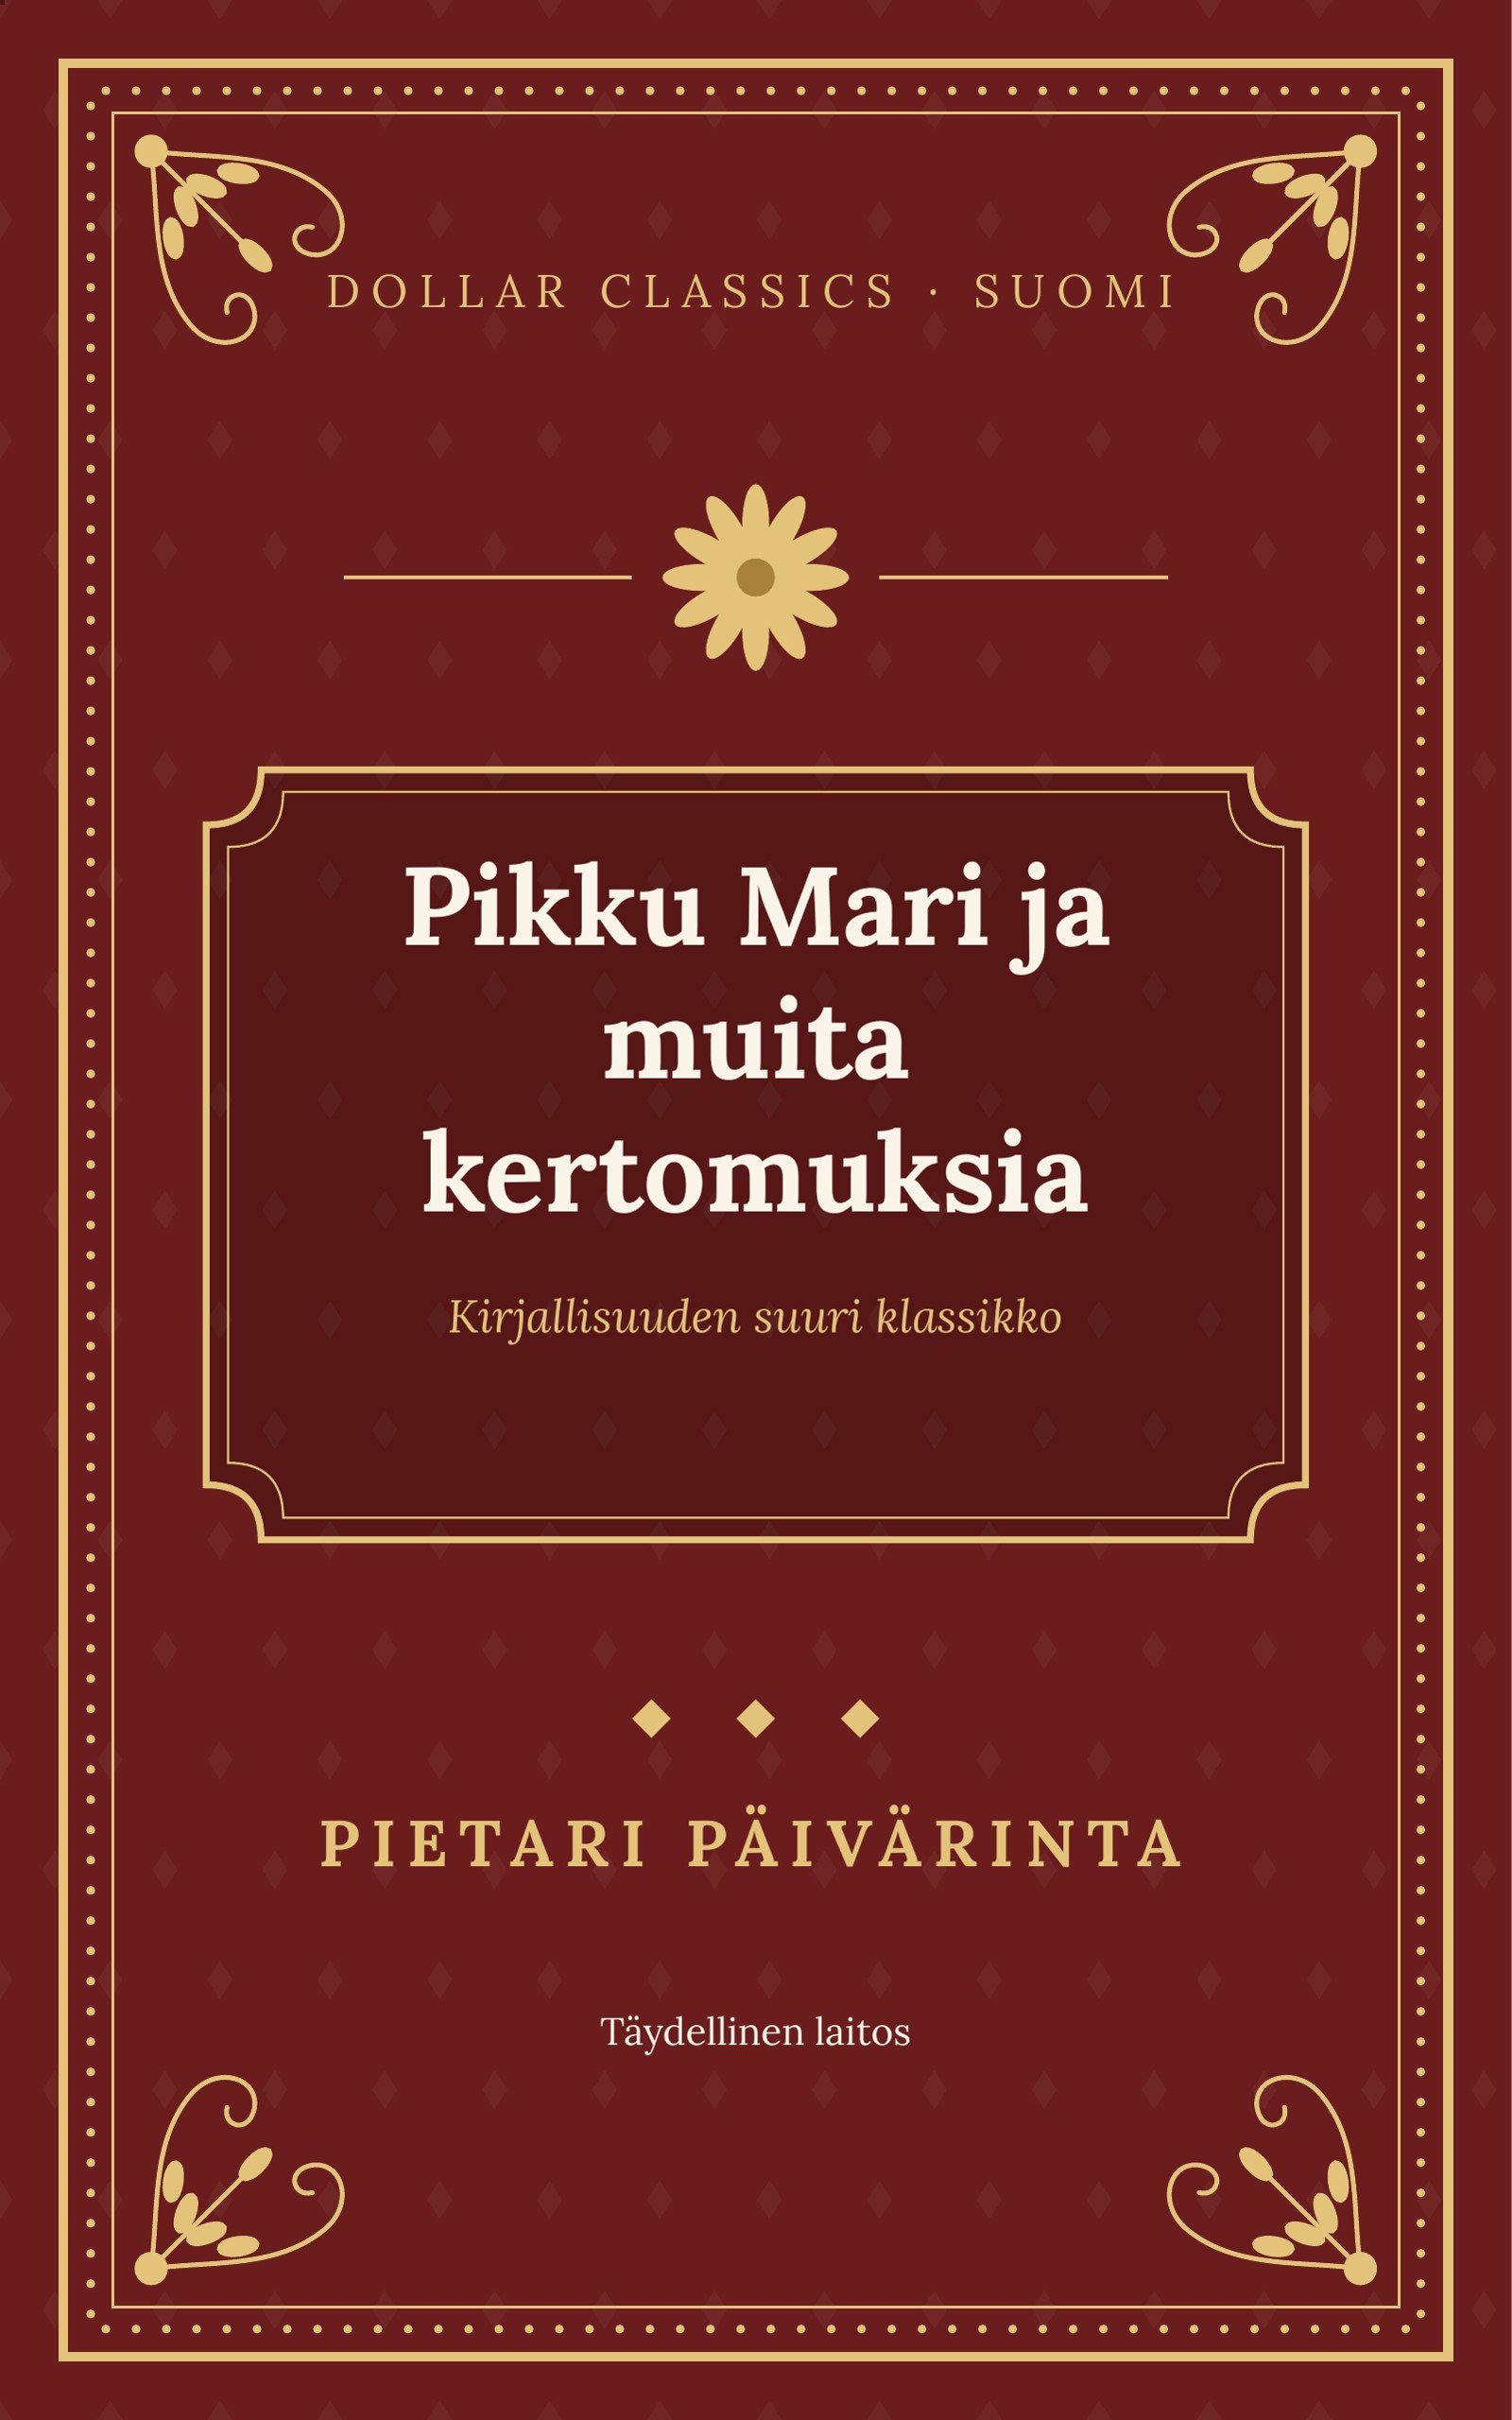 DOLLAR CLASSICS · SUOMI
Pikku Mari ja
muita
kertomuksia
Kirjallisuuden suuri klassikko
PIETARI PÄIVÄRINTA
Täydellinen laitos